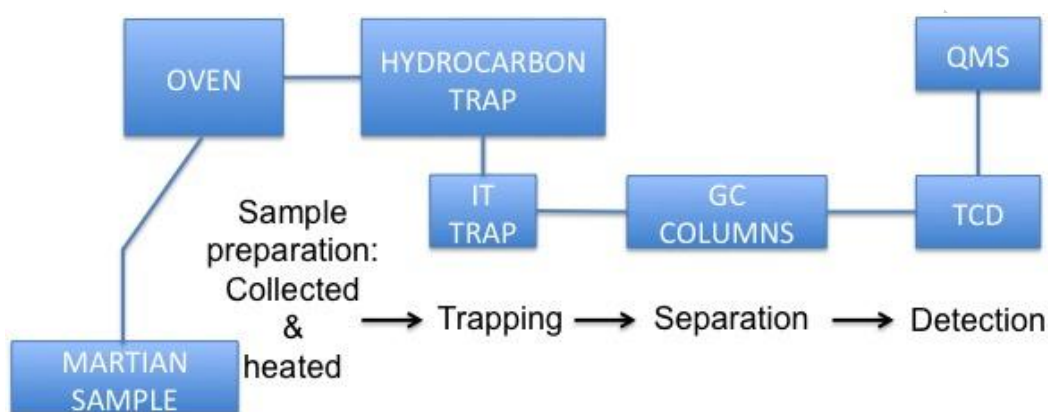 OVEN
HYDROCARBON
TRAP
QMS
IT
TRAP
GC
COLUMNS
TCD
Sample
preparation:
Collected
&
heated
Trapping
Separation
Detection
MARTIAN
SAMPLE